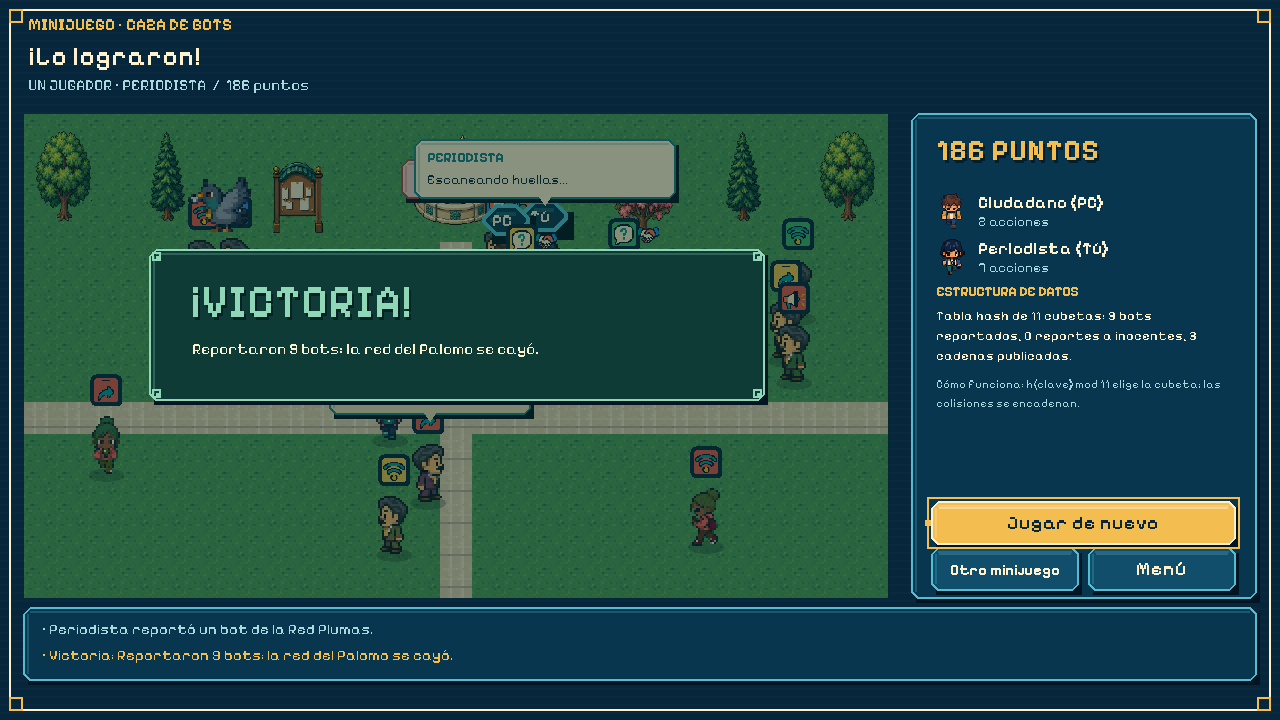 MINIJUEGO · CAZA DE BOTS
¡Lo lograron!
UN JUGADOR · PERIODISTA / 186 puntos
PERIODISTA
Escaneando huellas...
PC
TÚ
¡VICTORIA!
Reportaron 9 bots: la red del Palomo se cayó.
186 PUNTOS
Ciudadano (PC)
8 acciones
Periodista (Tú)
7 acciones
ESTRUCTURA DE DATOS
Tabla hash de 11 cubetas: 9 bots
reportados, 0 reportes a inocentes, 3
cadenas publicadas.
Cómo funciona: h(clave) mod 11 elige la cubeta; las
colisiones se encadenan.
Jugar de nuevo
Otro minijuego
Menú
· Periodista reportó un bot de la Red Plumas.
· Victoria: Reportaron 9 bots: la red del Palomo se cayó.